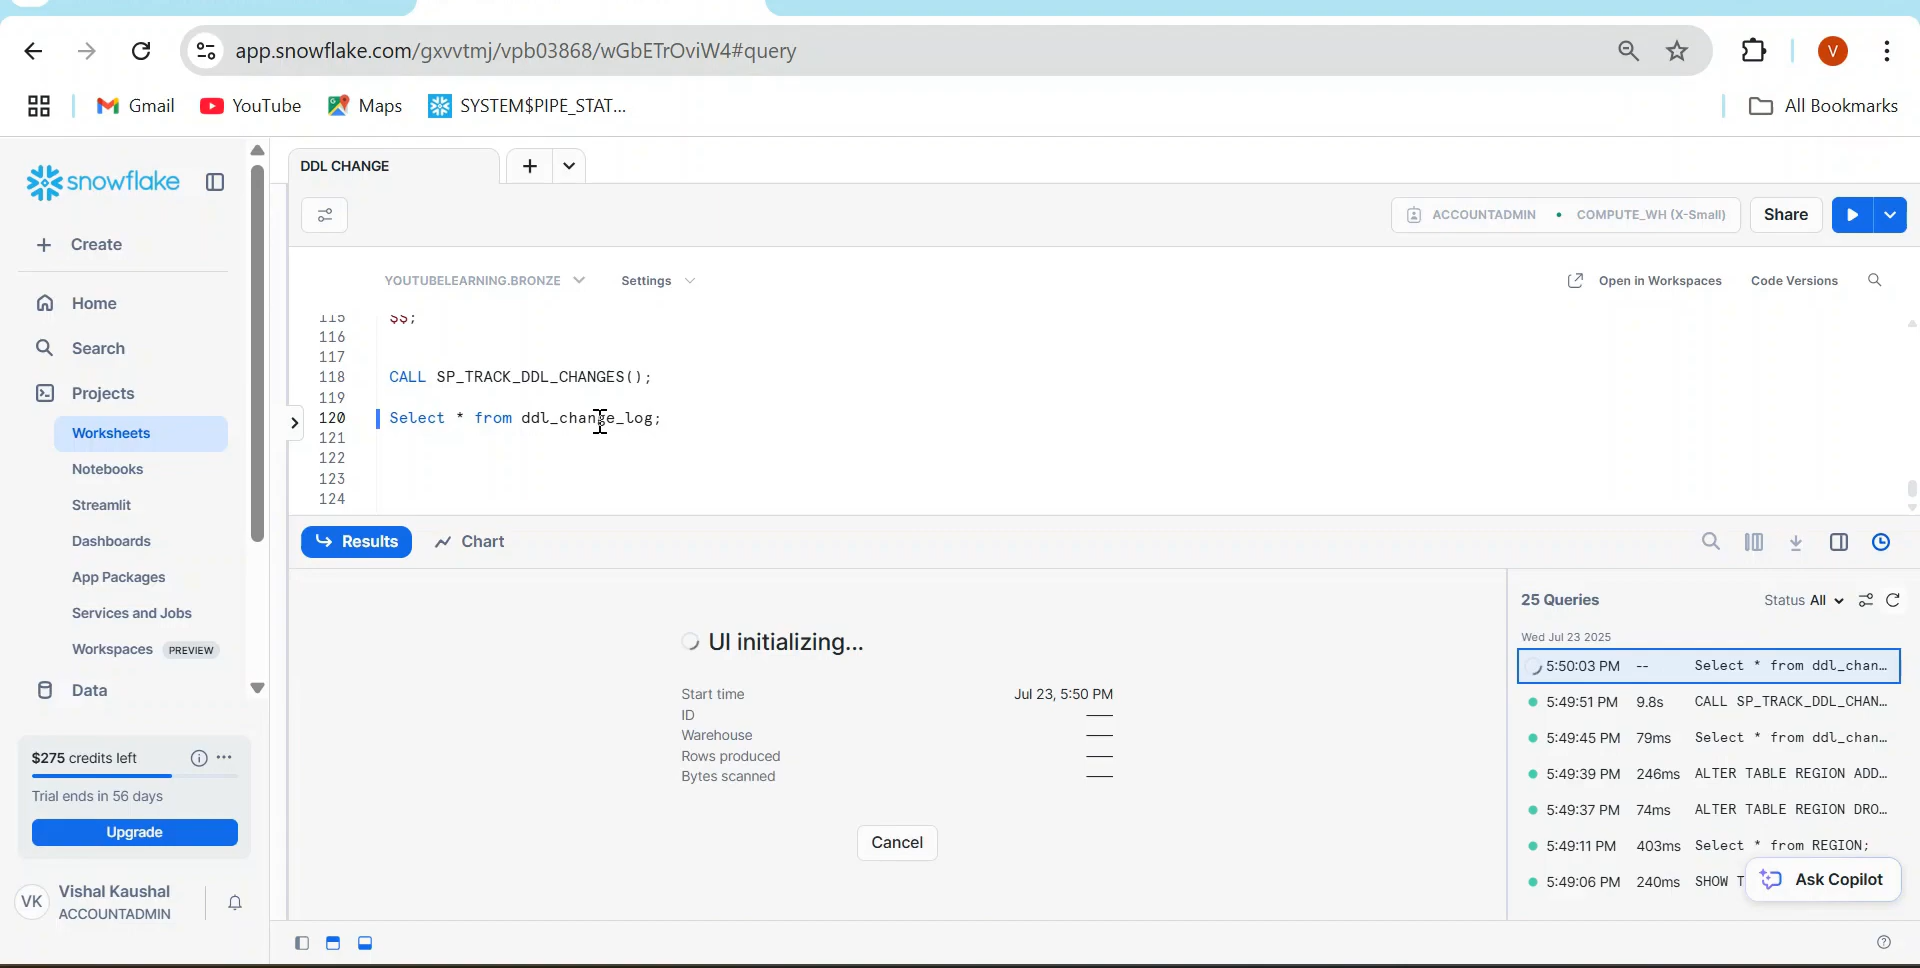 app.snowflake.com/gxvvtmj/vpb03868/wGbETrOviW4#query
V
Gmail
YouTube
Maps
SYSTEM$PIPE_STAT...
All Bookmarks
snowflake
Create
Home
Search
Projects
Worksheets
Notebooks
Streamlit
Dashboards
App Packages
Services and Jobs
Workspaces PREVIEW
Data
$275 credits left
Trial ends in 56 days
Upgrade
VK
Vishal Kaushal
ACCOUNTADMIN
DDL CHANGE
ACCOUNTADMIN • COMPUTE_WH (X-Small)
Share
YOUTUBELEARNING.BRONZE
Settings
Open in Workspaces
Code Versions
115 $$;
116
117
118 CALL SP_TRACK_DDL_CHANGES();
119
120 Select * from ddl_change_log;
121
122
123
124
Results
Chart
UI initializing...
Start time Jul 23, 5:50 PM
ID
Warehouse
Rows produced
Bytes scanned
Cancel
25 Queries
Status All
Wed Jul 23 2025
5:50:03 PM -- Select * from ddl_chan...
5:49:51 PM 9.8s CALL SP_TRACK_DDL_CHAN...
5:49:45 PM 79ms Select * from ddl_chan...
5:49:39 PM 246ms ALTER TABLE REGION ADD...
5:49:37 PM 74ms ALTER TABLE REGION DRO...
5:49:11 PM 403ms Select * from REGION;
5:49:06 PM 240ms SHOW T
Ask Copilot